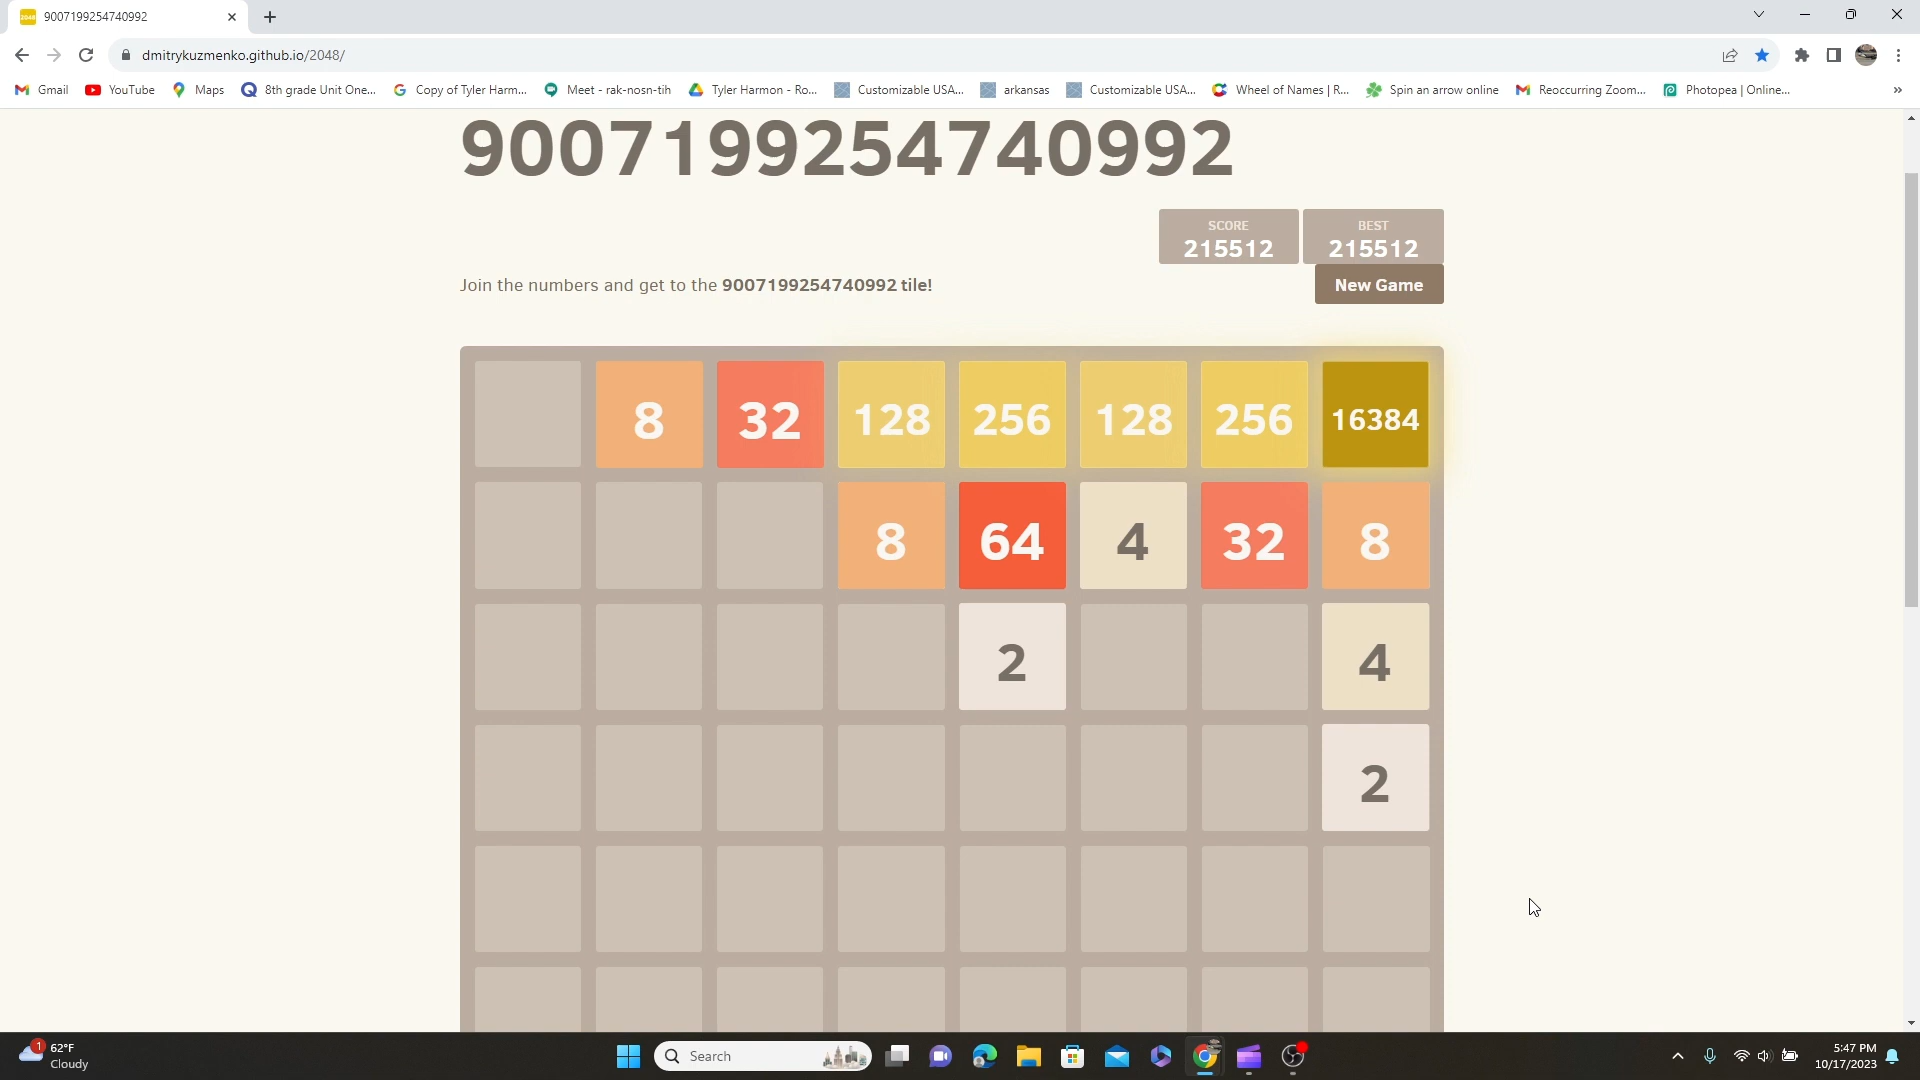 9007199254740992
dmitrykuzmenko.github.io/2048/
Gmail YouTube Maps 8th grade Unit One... Copy of Tyler Harm... Meet - rak-nosn-tih Tyler Harmon - Ro... Customizable USA... arkansas Customizable USA... Wheel of Names | R... Spin an arrow online Reoccurring Zoom... Photopea | Online... »
9007199254740992
SCORE BEST
215512 215512
Join the numbers and get to the 9007199254740992 tile! New Game
8 32 128 256 128 256 16384
8 64 4 32 8
2 4
2
1 62°F Search 5:47 PM
Cloudy 10/17/2023